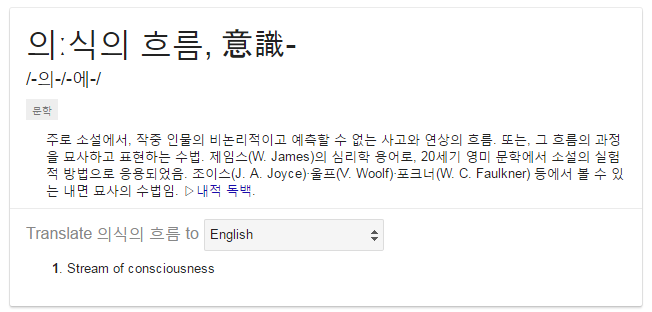 의ː식의 흐름, 意識-
/-의-/-에-/
문학
주로 소설에서, 작중 인물의 비논리적이고 예측할 수 없는 사고와 연상의 흐름. 또는, 그 흐름의 과정
을 묘사하고 표현하는 수법. 제임스(W. James)의 심리학 용어로, 20세기 영미 문학에서 소설의 실험
적 방법으로 응용되었음. 조이스(J. A. Joyce)·울프(V. Woolf)·포크너(W. C. Faulkner) 등에서 볼 수 있
는 내면 묘사의 수법임. ▷내적 독백.
Translate 의식의 흐름 to English
1. Stream of consciousness